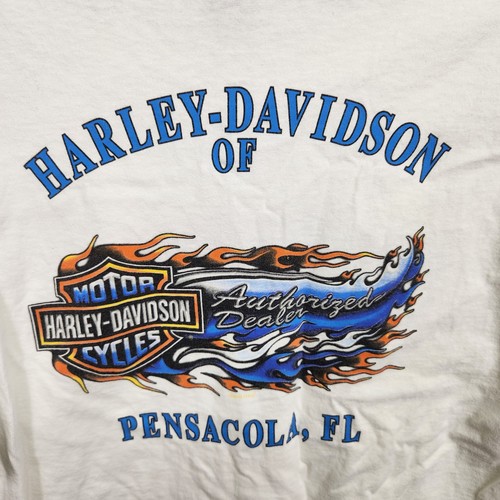 HARLEY-DAVIDSON
OF
MOTOR
HARLEY-DAVIDSON
CYCLES
Authorized
Dealer
PENSACOLA, FL